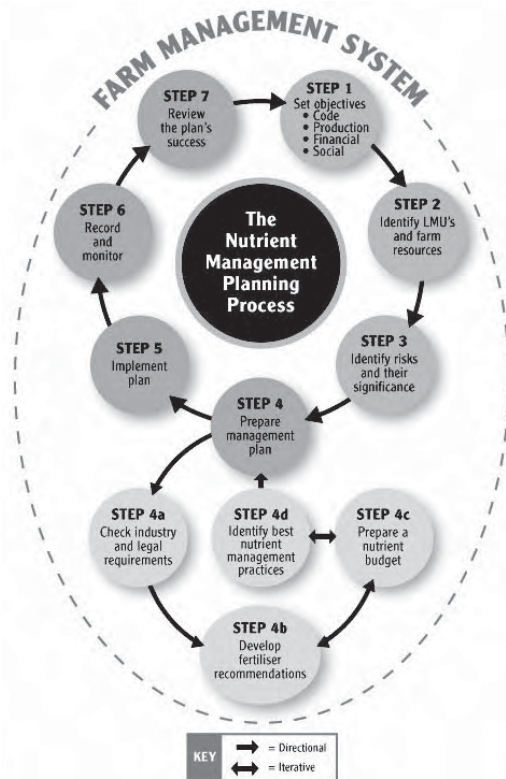 FARM MANAGEMENT SYSTEM
The
Nutrient
Management
Planning
Process
STEP 1
Set objectives
• Code
• Production
• Financial
• Social
STEP 2
Identify LMU's
and farm
resources
STEP 3
Identify risks
and their
significance
STEP 4
Prepare
management
plan
STEP 4a
Check industry
and legal
requirements
STEP 4b
Develop
fertiliser
recommendations
STEP 4c
Prepare a
nutrient
budget
STEP 4d
Identify best
nutrient
management
practices
STEP 5
Implement
plan
STEP 6
Record
and
monitor
STEP 7
Review
the plan's
success
KEY
= Directional
= Iterative